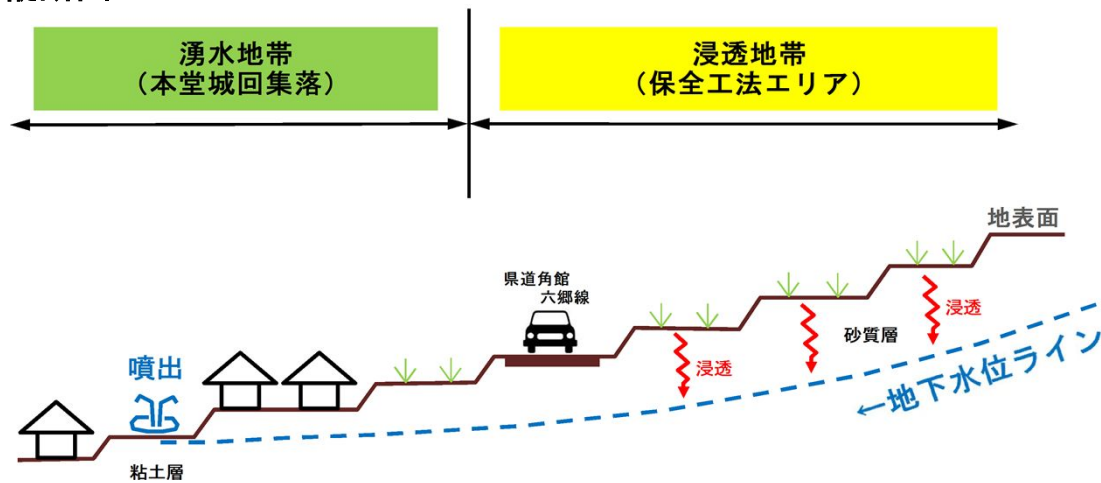 湧水地帯
（本堂城回集落）
浸透地帯
（保全工法エリア）
地表面
県道角館
六郷線
浸透
砂質層
浸透
噴出
←地下水位ライン
粘土層